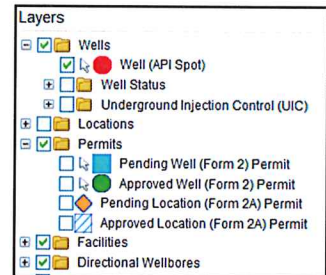 Layers
Wells
Well (API Spot)
Well Status
Underground Injection Control (UIC)
Locations
Permits
Pending Well (Form 2) Permit
Approved Well (Form 2) Permit
Pending Location (Form 2A) Permit
Approved Location (Form 2A) Permit
Facilities
Directional Wellbores